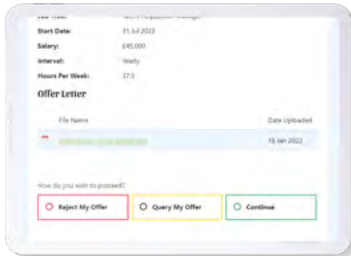 Start Date: 31 Jul 2023
Salary: £45,000
Interval: Yearly
Hours Per Week: 37.5
Offer Letter
File Name Date Uploaded
15 Jan 2022
How do you wish to proceed?
Reject My Offer Query My Offer Continue